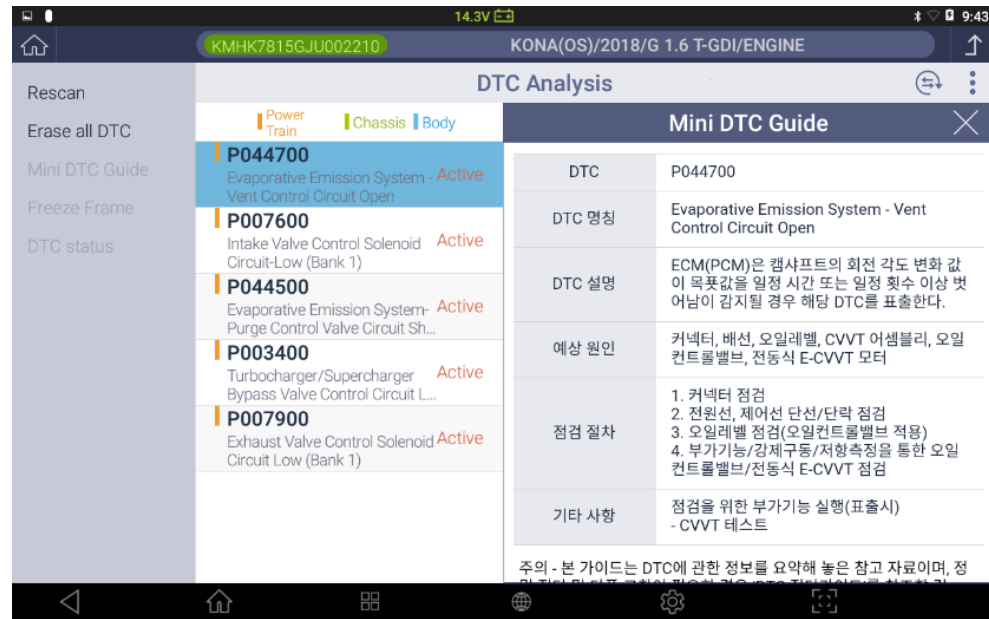 14.3V
9:43
KMHK7815GJU002210
KONA(OS)/2018/G 1.6 T-GDI/ENGINE
Rescan
Erase all DTC
Mini DTC Guide
Freeze Frame
DTC status
DTC Analysis
Power
Train
Chassis
Body
P044700
Evaporative Emission System -
Vent Control Circuit Open
Active
P007600
Intake Valve Control Solenoid
Circuit-Low (Bank 1)
Active
P044500
Evaporative Emission System-
Purge Control Valve Circuit Sh...
Active
P003400
Turbocharger/Supercharger
Bypass Valve Control Circuit L...
Active
P007900
Exhaust Valve Control Solenoid
Circuit Low (Bank 1)
Active
Mini DTC Guide
DTC
P044700
DTC 명칭
Evaporative Emission System - Vent
Control Circuit Open
DTC 설명
ECM(PCM)은 캠샤프트의 회전 각도 변화 값
이 목푯값을 일정 시간 또는 일정 횟수 이상 벗
어남이 감지될 경우 해당 DTC를 표출한다.
예상 원인
커넥터, 배선, 오일레벨, CVVT 어셈블리, 오일
컨트롤밸브, 전동식 E-CVVT 모터
점검 절차
1. 커넥터 점검
2. 전원선, 제어선 단선/단락 점검
3. 오일레벨 점검(오일컨트롤밸브 적용)
4. 부가기능/강제구동/저항측정을 통한 오일
컨트롤밸브/전동식 E-CVVT 점검
기타 사항
점검을 위한 부가기능 실행(표출시)
- CVVT 테스트
주의 - 본 가이드는 DTC에 관한 정보를 요약해 놓은 참고 자료이며, 정